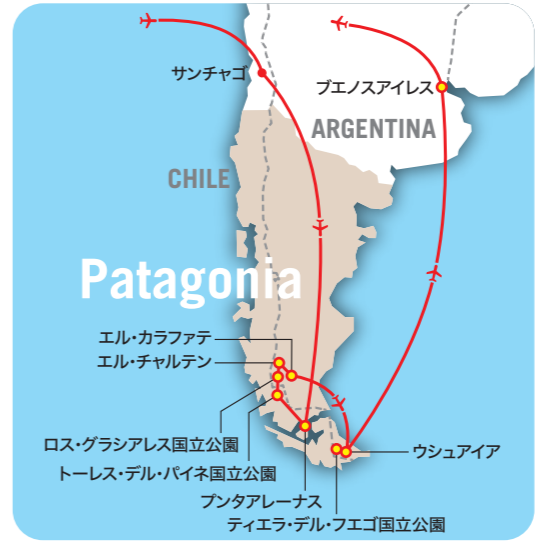 サンチャゴ
ブエノスアイレス
ARGENTINA
CHILE
Patagonia
エル・カラファテ
エル・チャルテン
ロス・グラシアレス国立公園
ウシュアイア
トーレス・デル・パイネ国立公園
プンタアレーナス
ティエラ・デル・フエゴ国立公園